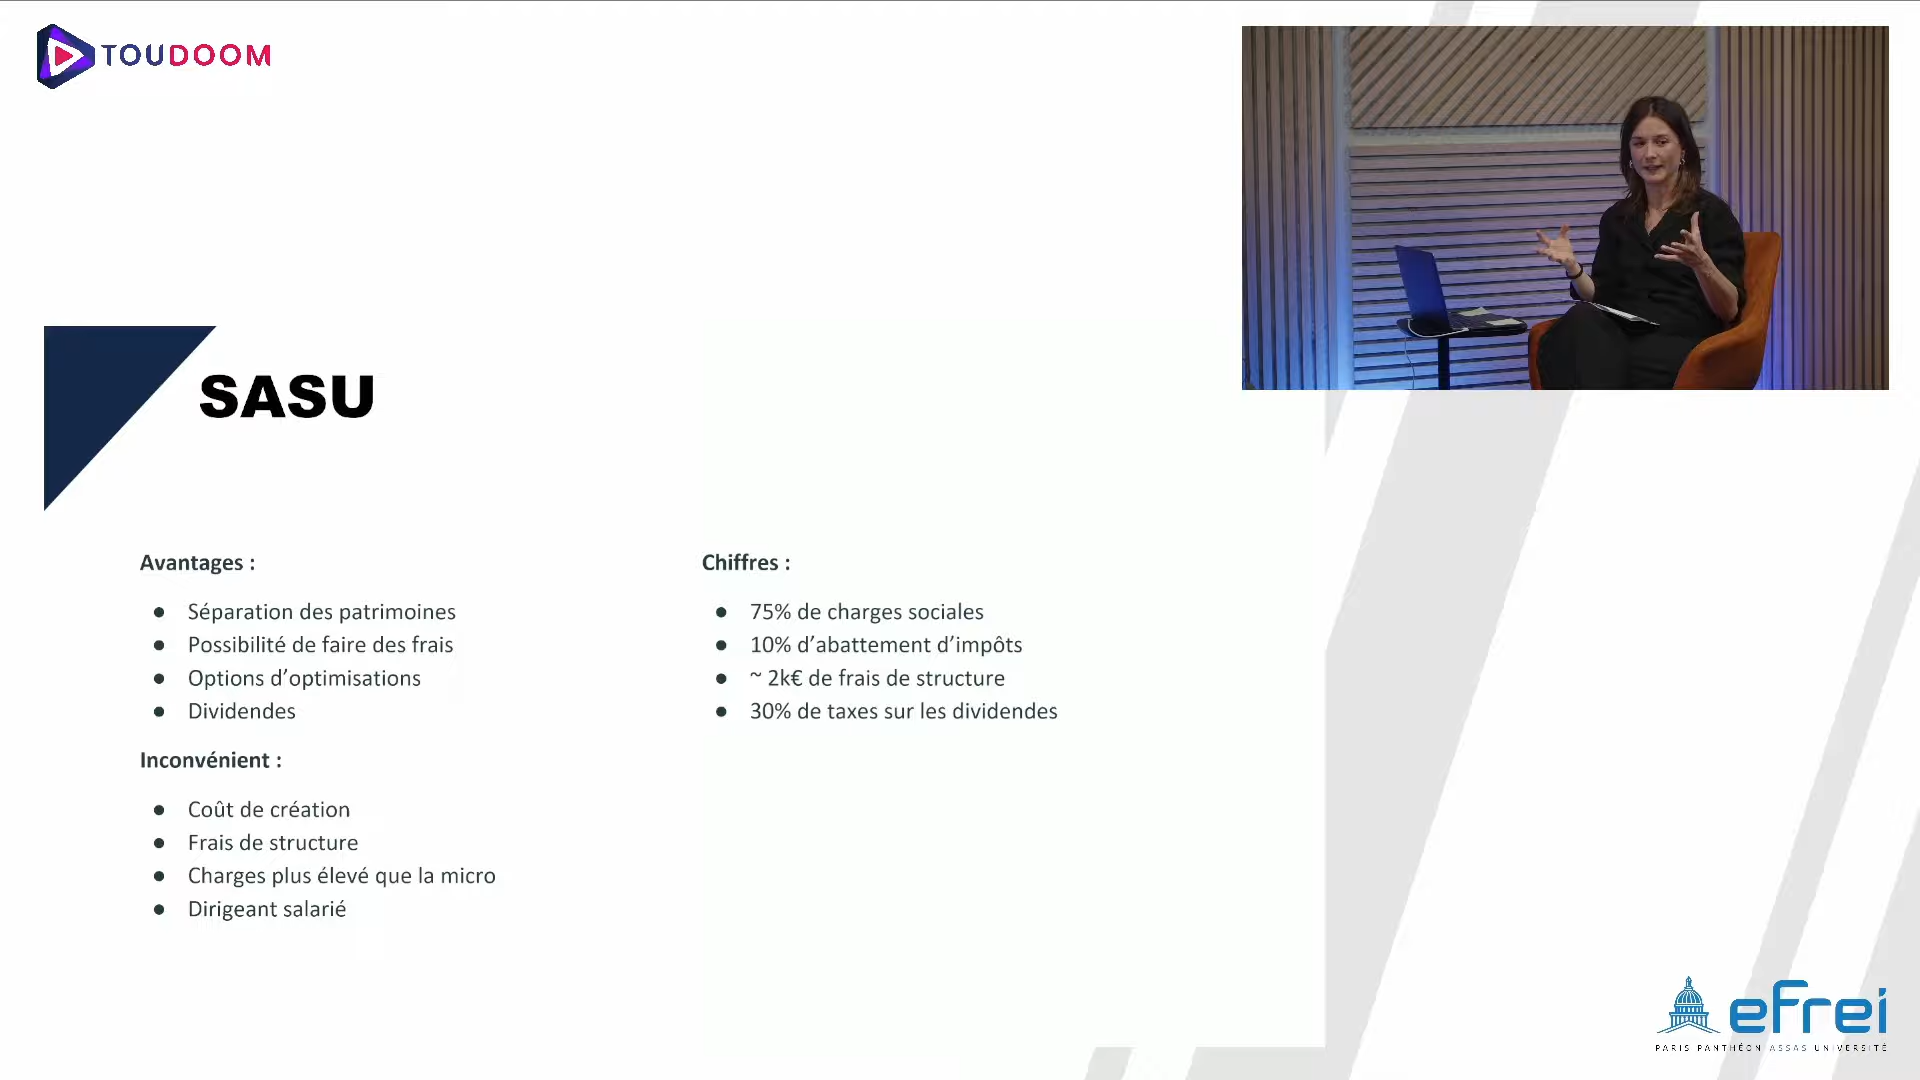 TOUDOOM
SASU
Avantages :
● Séparation des patrimoines
● Possibilité de faire des frais
● Options d’optimisations
● Dividendes
Inconvénient :
● Coût de création
● Frais de structure
● Charges plus élevé que la micro
● Dirigeant salarié
Chiffres :
● 75% de charges sociales
● 10% d’abattement d’impôts
● ~ 2k€ de frais de structure
● 30% de taxes sur les dividendes
efrei
PARIS PANTHÉON ASSAS UNIVERSITÉ